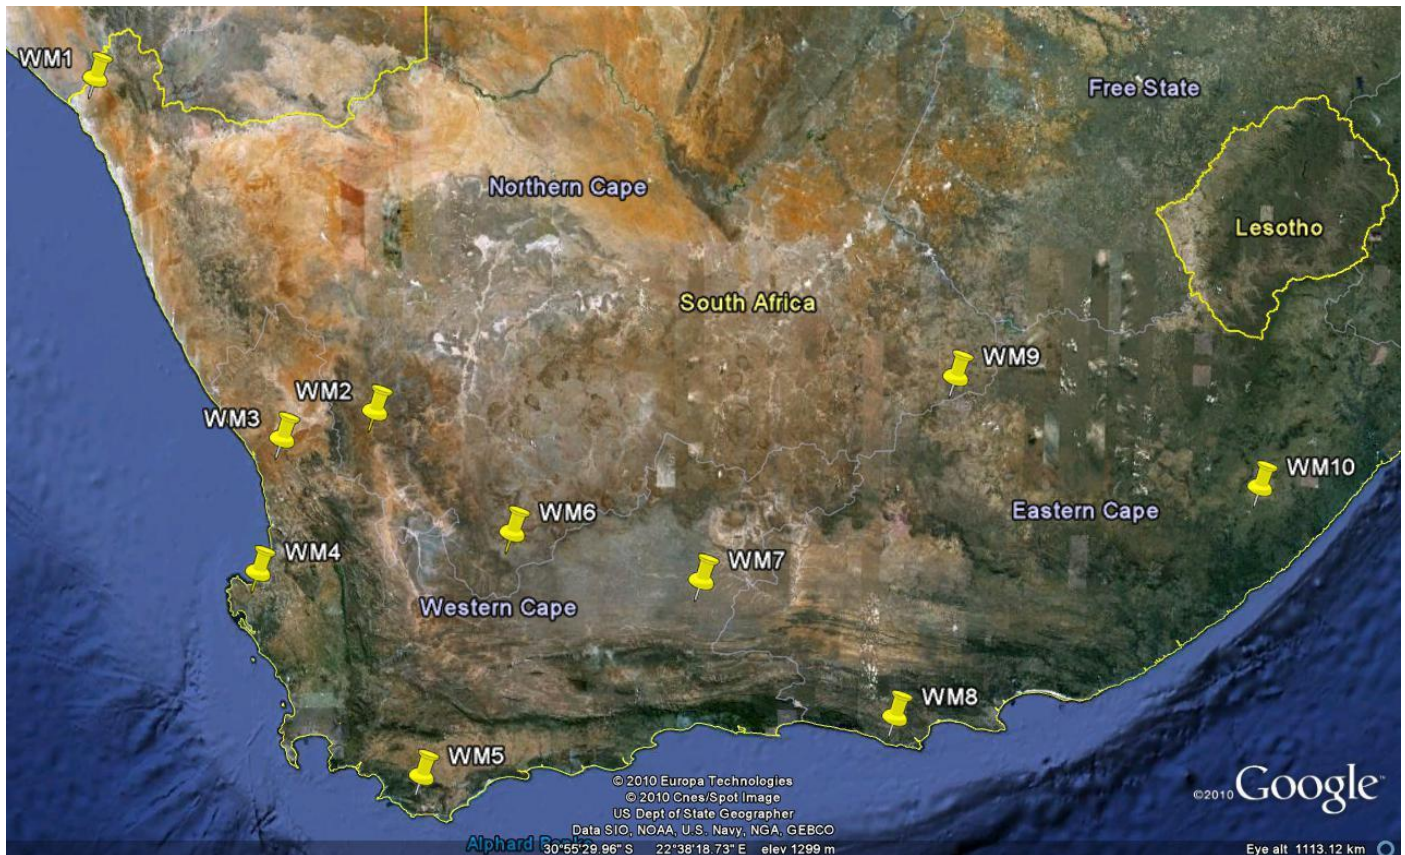 WM1
Free State
Northern Cape
Lesotho
South Africa
WM9
WM2
WM3
WM10
WM6
Eastern Cape
WM4
WM7
Western Cape
WM8
WM5
© 2010 Europa Technologies
© 2010 Cnes/Spot Image
US Dept of State Geographer
Data SIO, NOAA, U.S. Navy, NGA, GEBCO
©2010 Google™
Alphard
30°55'29.96" S 22°38'18.73" E elev 1299 m
Eye alt 1113.12 km